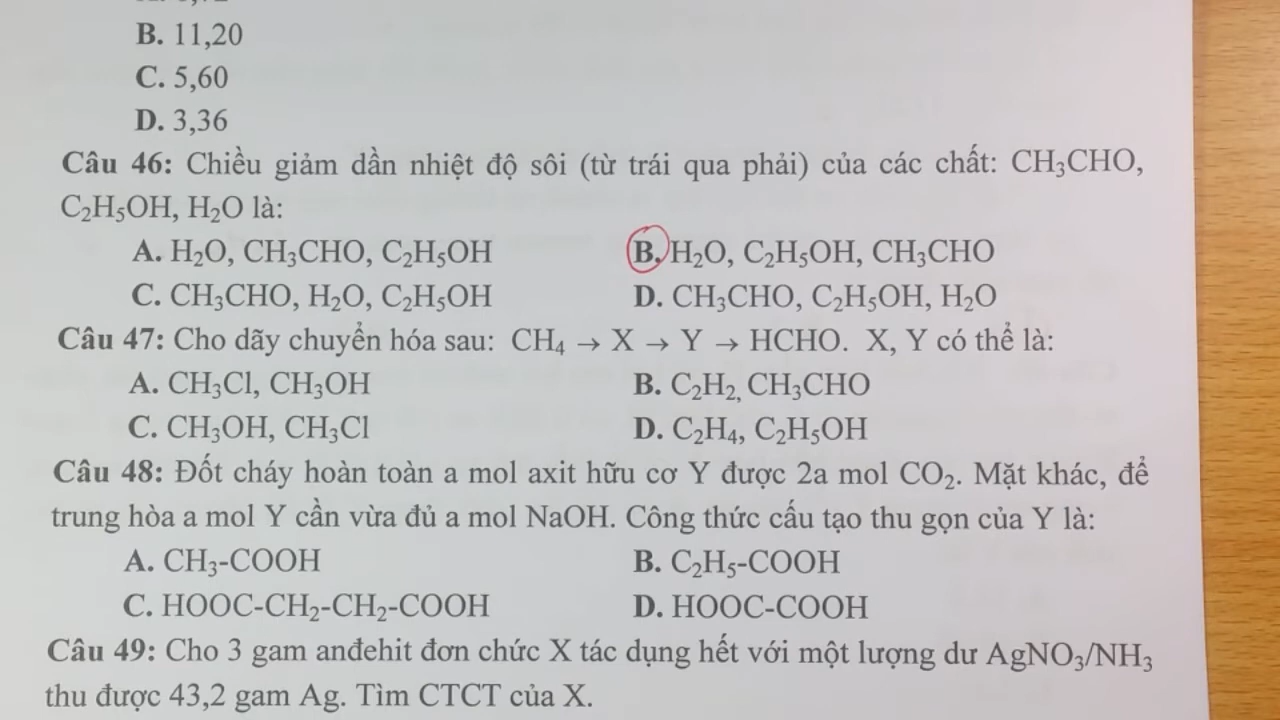 B. 11,20
C. 5,60
D. 3,36
Câu 46: Chiều giảm dần nhiệt độ sôi (từ trái qua phải) của các chất: CH₃CHO,
C₂H₅OH, H₂O là:
A. H₂O, CH₃CHO, C₂H₅OH B. H₂O, C₂H₅OH, CH₃CHO
C. CH₃CHO, H₂O, C₂H₅OH D. CH₃CHO, C₂H₅OH, H₂O
Câu 47: Cho dãy chuyển hóa sau: CH₄ → X → Y → HCHO. X, Y có thể là:
A. CH₃Cl, CH₃OH B. C₂H₂, CH₃CHO
C. CH₃OH, CH₃Cl D. C₂H₄, C₂H₅OH
Câu 48: Đốt cháy hoàn toàn a mol axit hữu cơ Y được 2a mol CO₂. Mặt khác, để
trung hòa a mol Y cần vừa đủ a mol NaOH. Công thức cấu tạo thu gọn của Y là:
A. CH₃-COOH B. C₂H₅-COOH
C. HOOC-CH₂-CH₂-COOH D. HOOC-COOH
Câu 49: Cho 3 gam anđehit đơn chức X tác dụng hết với một lượng dư AgNO₃/NH₃
thu được 43,2 gam Ag. Tìm CTCT của X.